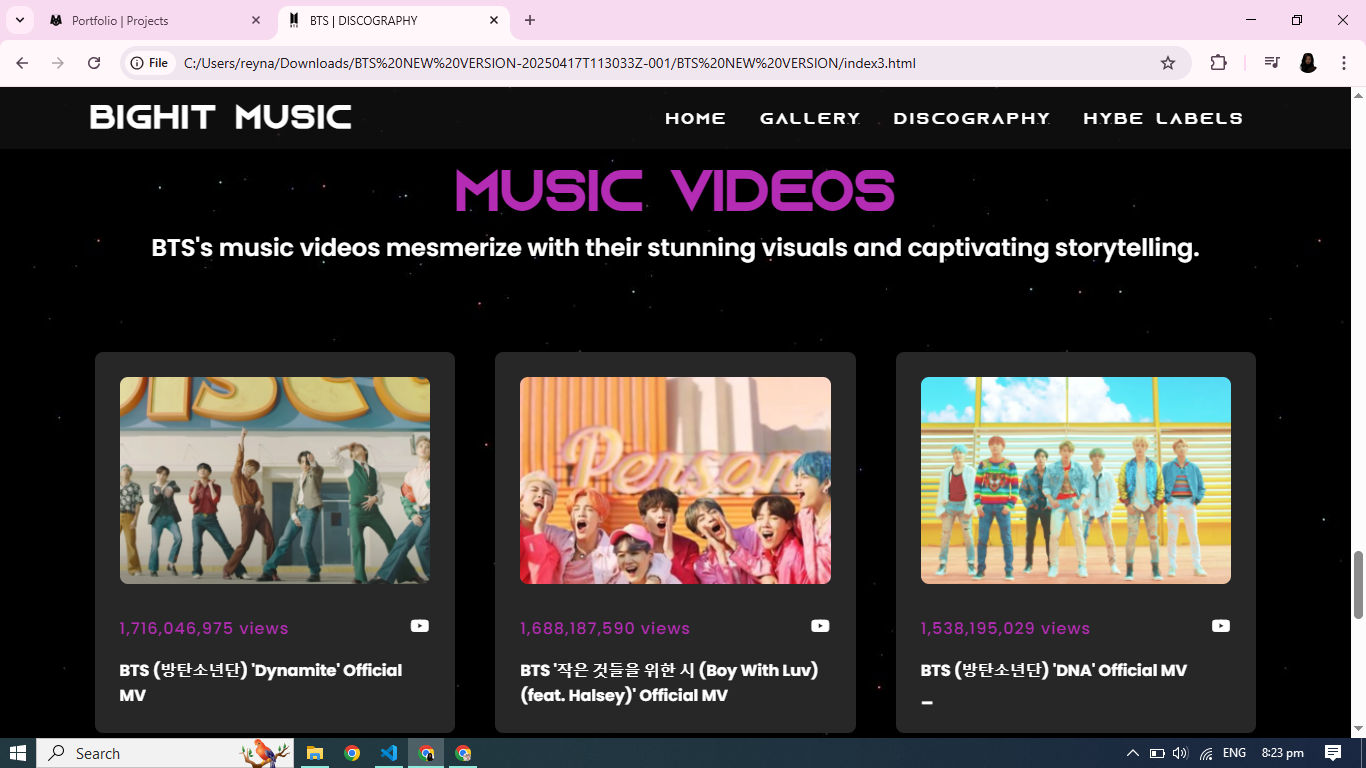 Portfolio | Projects
BTS | DISCOGRAPHY
File
C:/Users/reyna/Downloads/BTS%20NEW%20VERSION-20250417T113033Z-001/BTS%20NEW%20VERSION/index3.html
BIGHIT MUSIC
HOME
GALLERY
DISCOGRAPHY
HYBE LABELS
MUSIC VIDEOS
BTS's music videos mesmerize with their stunning visuals and captivating storytelling.
DISCO
Person
1,716,046,975 views
1,688,187,590 views
1,538,195,029 views
BTS (방탄소년단) 'Dynamite' Official
MV
BTS '작은 것들을 위한 시 (Boy With Luv)
(feat. Halsey)' Official MV
BTS (방탄소년단) 'DNA' Official MV
–
Search
ENG
8:23 pm